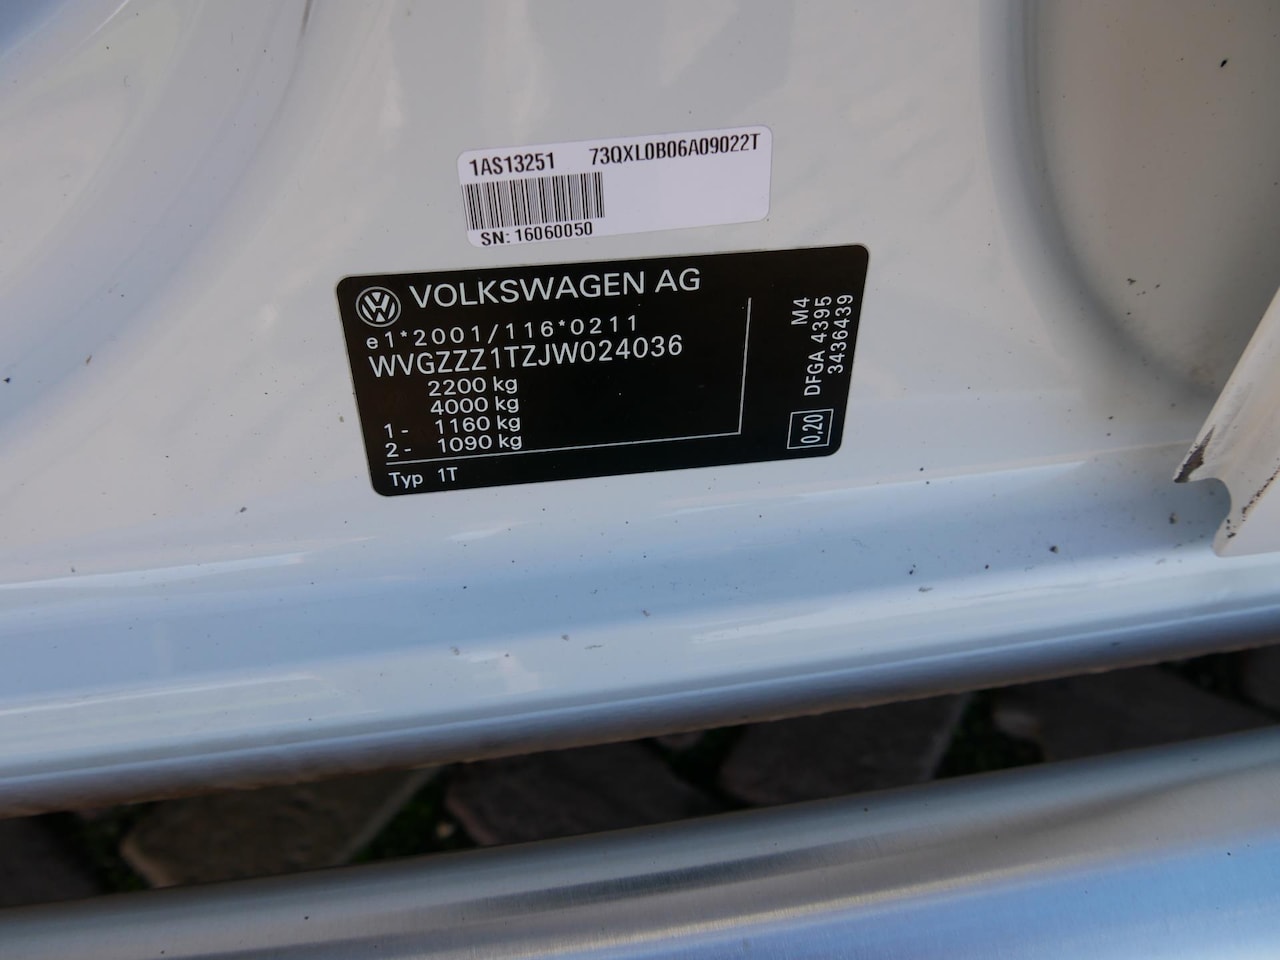 1AS13251 73QXL0B06A09022T
SN: 16060050
VOLKSWAGEN AG
e1*2001/116*0211
WVGZZZ1TZJW024036
2200 kg
4000 kg
1 - 1160 kg
2 - 1090 kg
Typ 1T
M4
DFGA 4395
3436439
0,20